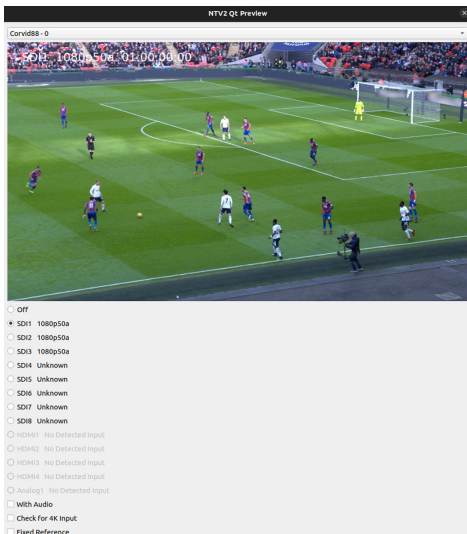 NTV2 Qt Preview
Corvid88 - 0
SDI1 1080p50a 01:00:00:00
7
Off
SDI1 1080p50a
SDI2 1080p50a
SDI3 1080p50a
SDI4 Unknown
SDI5 Unknown
SDI6 Unknown
SDI7 Unknown
SDI8 Unknown
HDMI1 No Detected Input
HDMI2 No Detected Input
HDMI3 No Detected Input
HDMI4 No Detected Input
Analog1 No Detected Input
With Audio
Check for 4K Input
Fixed Reference